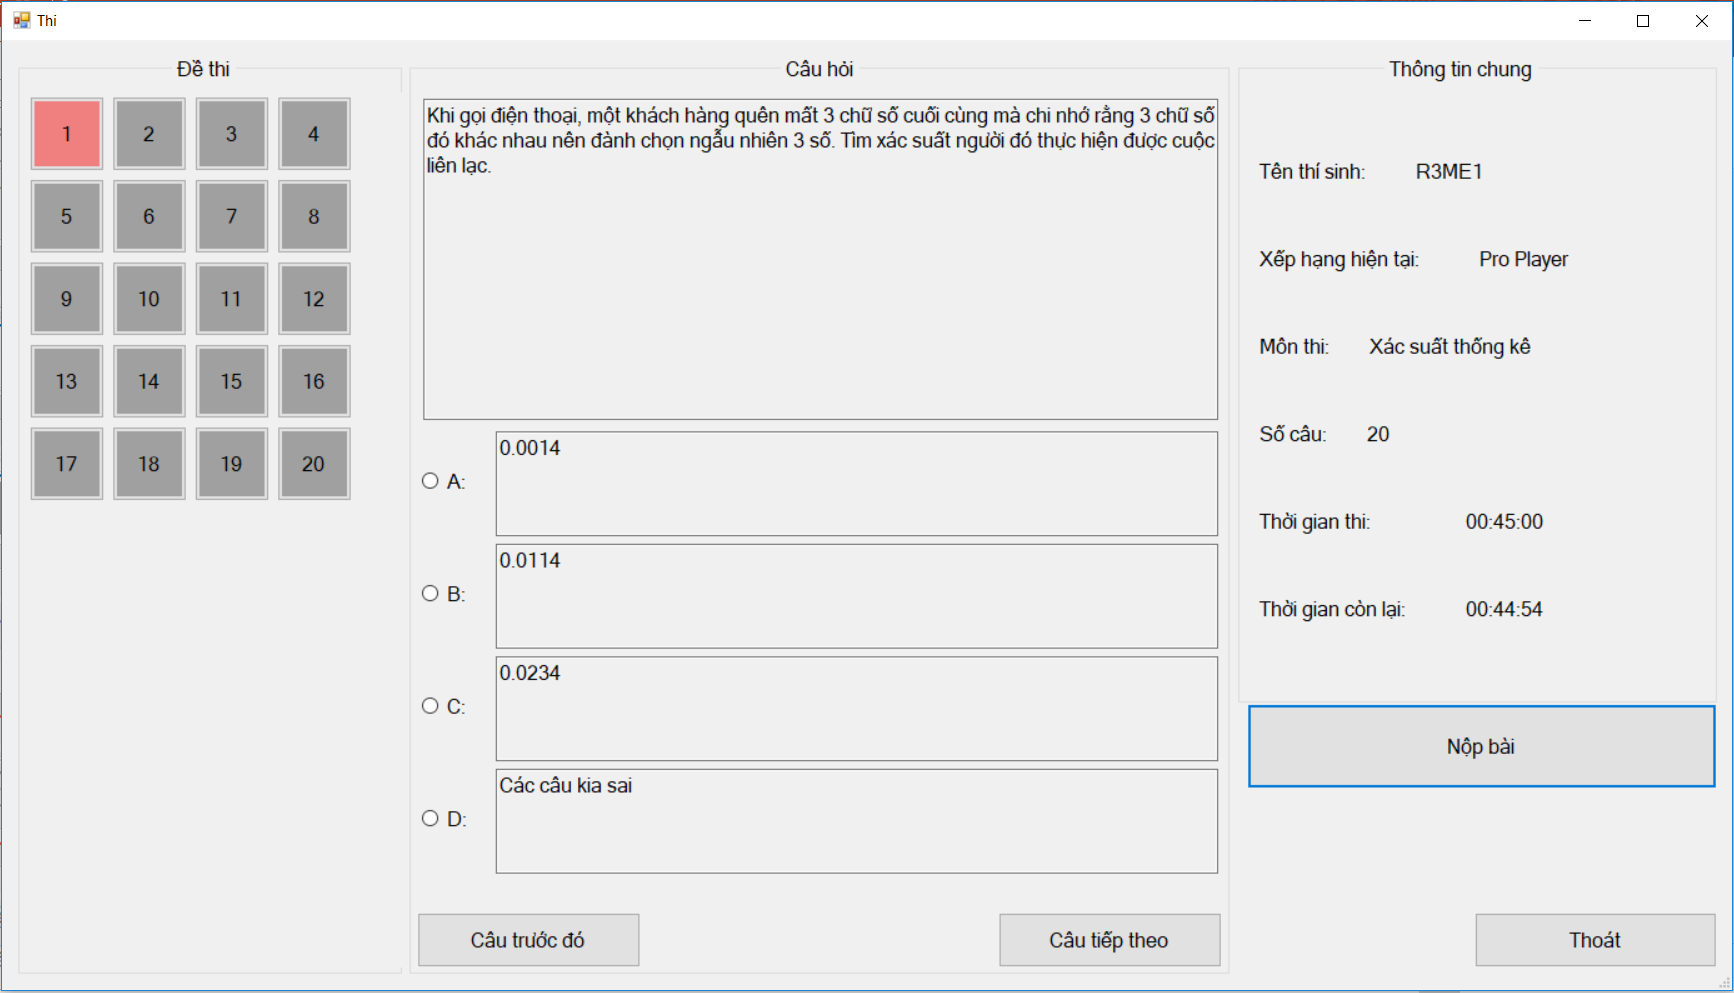 Thi
Đề thi
1 2 3 4
5 6 7 8
9 10 11 12
13 14 15 16
17 18 19 20
Câu hỏi
Khi gọi điện thoại, một khách hàng quên mất 3 chữ số cuối cùng mà chi nhớ rằng 3 chữ số
đó khác nhau nên đành chọn ngẫu nhiên 3 số. Tìm xác suất người đó thực hiện được cuộc
liên lạc.
A: 0.0014
B: 0.0114
C: 0.0234
D: Các câu kia sai
Câu trước đó
Câu tiếp theo
Thông tin chung
Tên thí sinh: R3ME1
Xếp hạng hiện tại: Pro Player
Môn thi: Xác suất thống kê
Số câu: 20
Thời gian thi: 00:45:00
Thời gian còn lại: 00:44:54
Nộp bài
Thoát